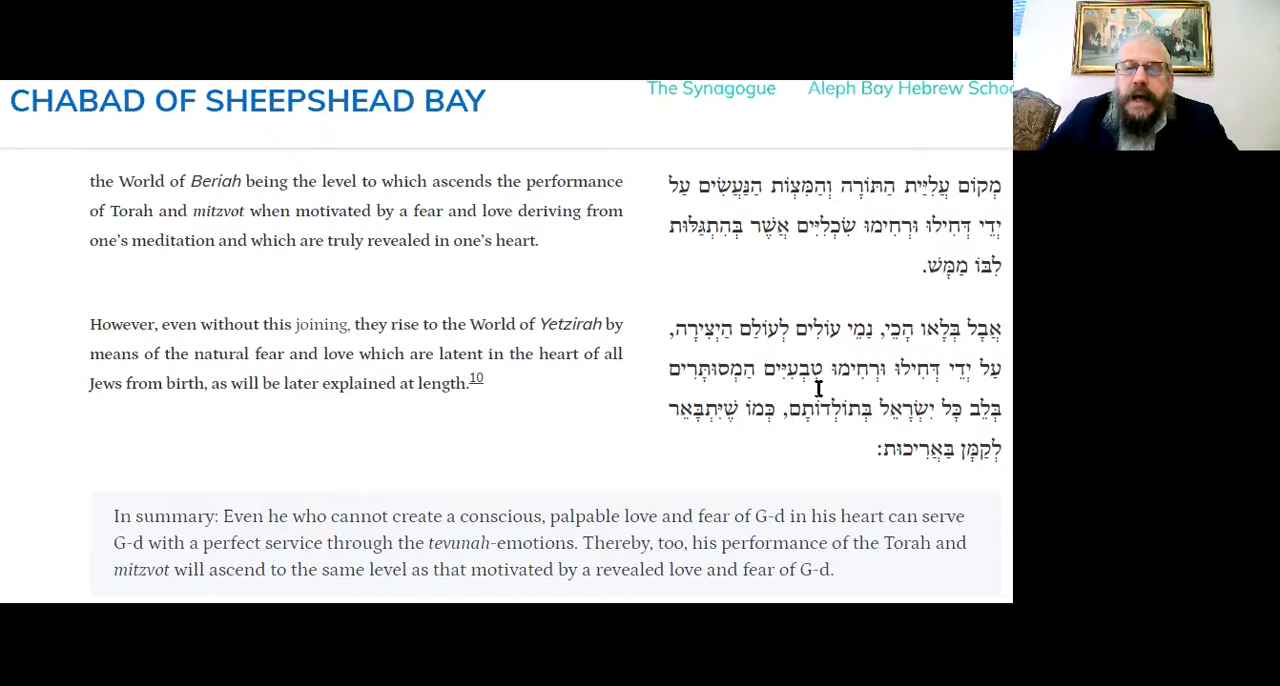 CHABAD OF SHEEPSHEAD BAY
The Synagogue
Aleph Bay Hebrew
the World of Beriah being the level to which ascends the performance
of Torah and mitzvot when motivated by a fear and love deriving from
one’s meditation and which are truly revealed in one’s heart.
מְקוֹם עֲלִיַּית הַתּוֹרָה וְהַמִּצְוֹת הַנַּעֲשִׂים עַל
יְדֵי דְּחִילוּ וּרְחִימוּ שִׂכְלִיִּים אֲשֶׁר בְּהִתְגַּלּוּת
לִבּוֹ מַמָּשׁ.
However, even without this joining, they rise to the World of Yetzirah by
means of the natural fear and love which are latent in the heart of all
Jews from birth, as will be later explained at length.10
אֲבָל בְּלָאו הָכֵי, נַמֵי עוֹלִים לְעוֹלַם הַיְצִירָה,
עַל יְדֵי דְּחִילוּ וּרְחִימוּ טִבְעִיִּים הַמְסוּתָּרִים
בְּלֵב כָּל יִשְׂרָאֵל בְּתוֹלְדוֹתָם, כְּמוֹ שֶׁיִּתְבָּאֵר
לְקַמָּן בַּאֲרִיכוּת:
In summary: Even he who cannot create a conscious, palpable love and fear of G-d in his heart can serve
G-d with a perfect service through the tevunah-emotions. Thereby, too, his performance of the Torah and
mitzvot will ascend to the same level as that motivated by a revealed love and fear of G-d.